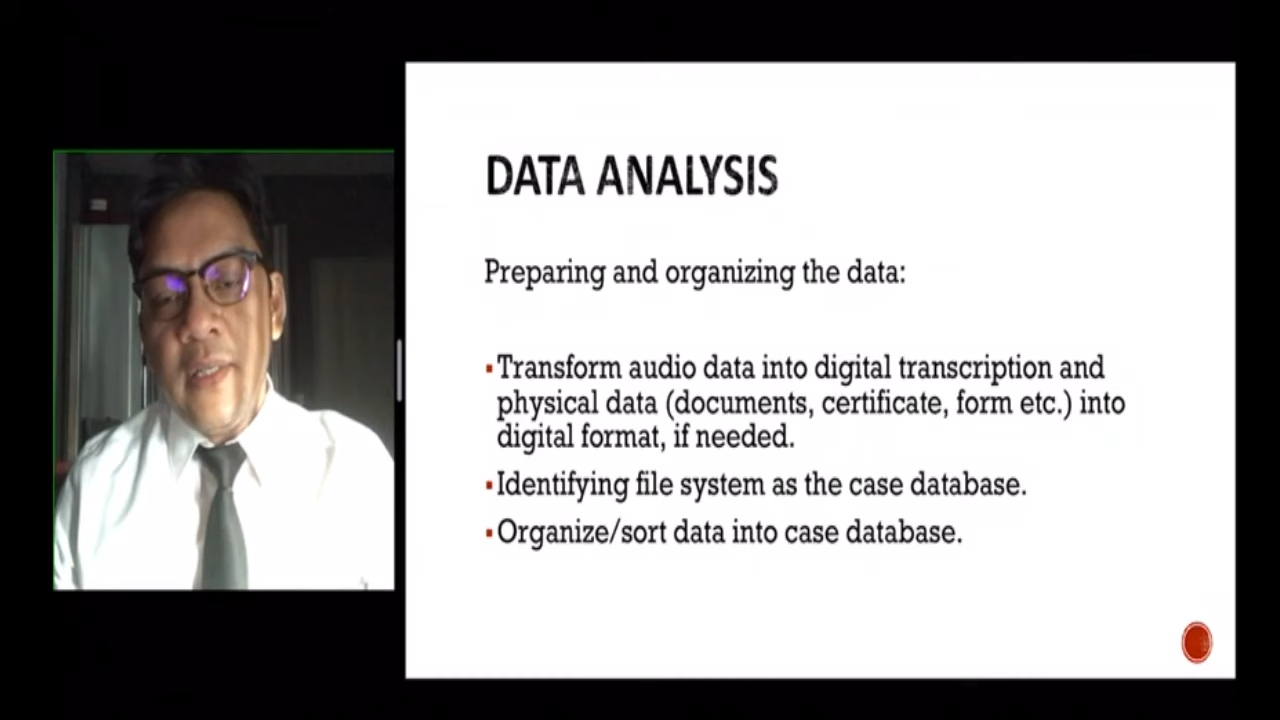 DATA ANALYSIS
Preparing and organizing the data:
▪Transform audio data into digital transcription and
physical data (documents, certificate, form etc.) into
digital format, if needed.
▪Identifying file system as the case database.
▪Organize/sort data into case database.